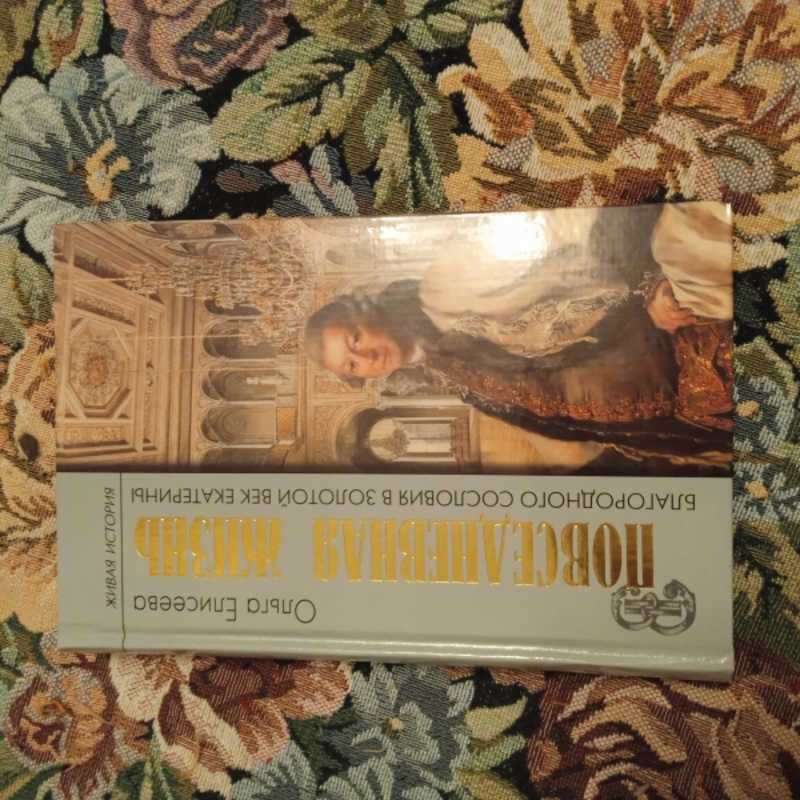 Ольга Елисеева
ПОВСЕДНЕВНАЯ ЖИЗНЬ
БЛАГОРОДНОГО СОСЛОВИЯ В ЗОЛОТОЙ ВЕК ЕКАТЕРИНЫ
ЖИВАЯ ИСТОРИЯ